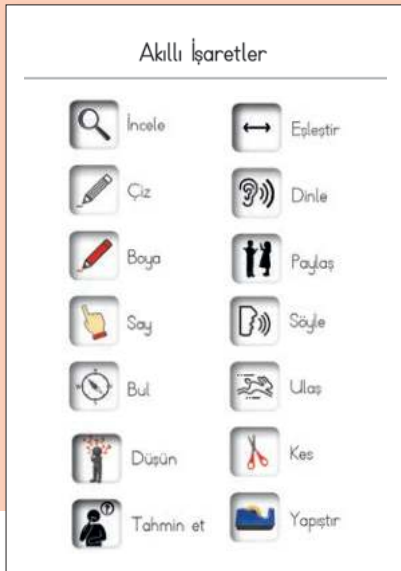 Akıllı İşaretler
İncele
Çiz
Boya
Say
Bul
Düşün
Tahmin et
Eşleştir
Dinle
Paylaş
Söyle
Ulaş
Kes
Yapıştır